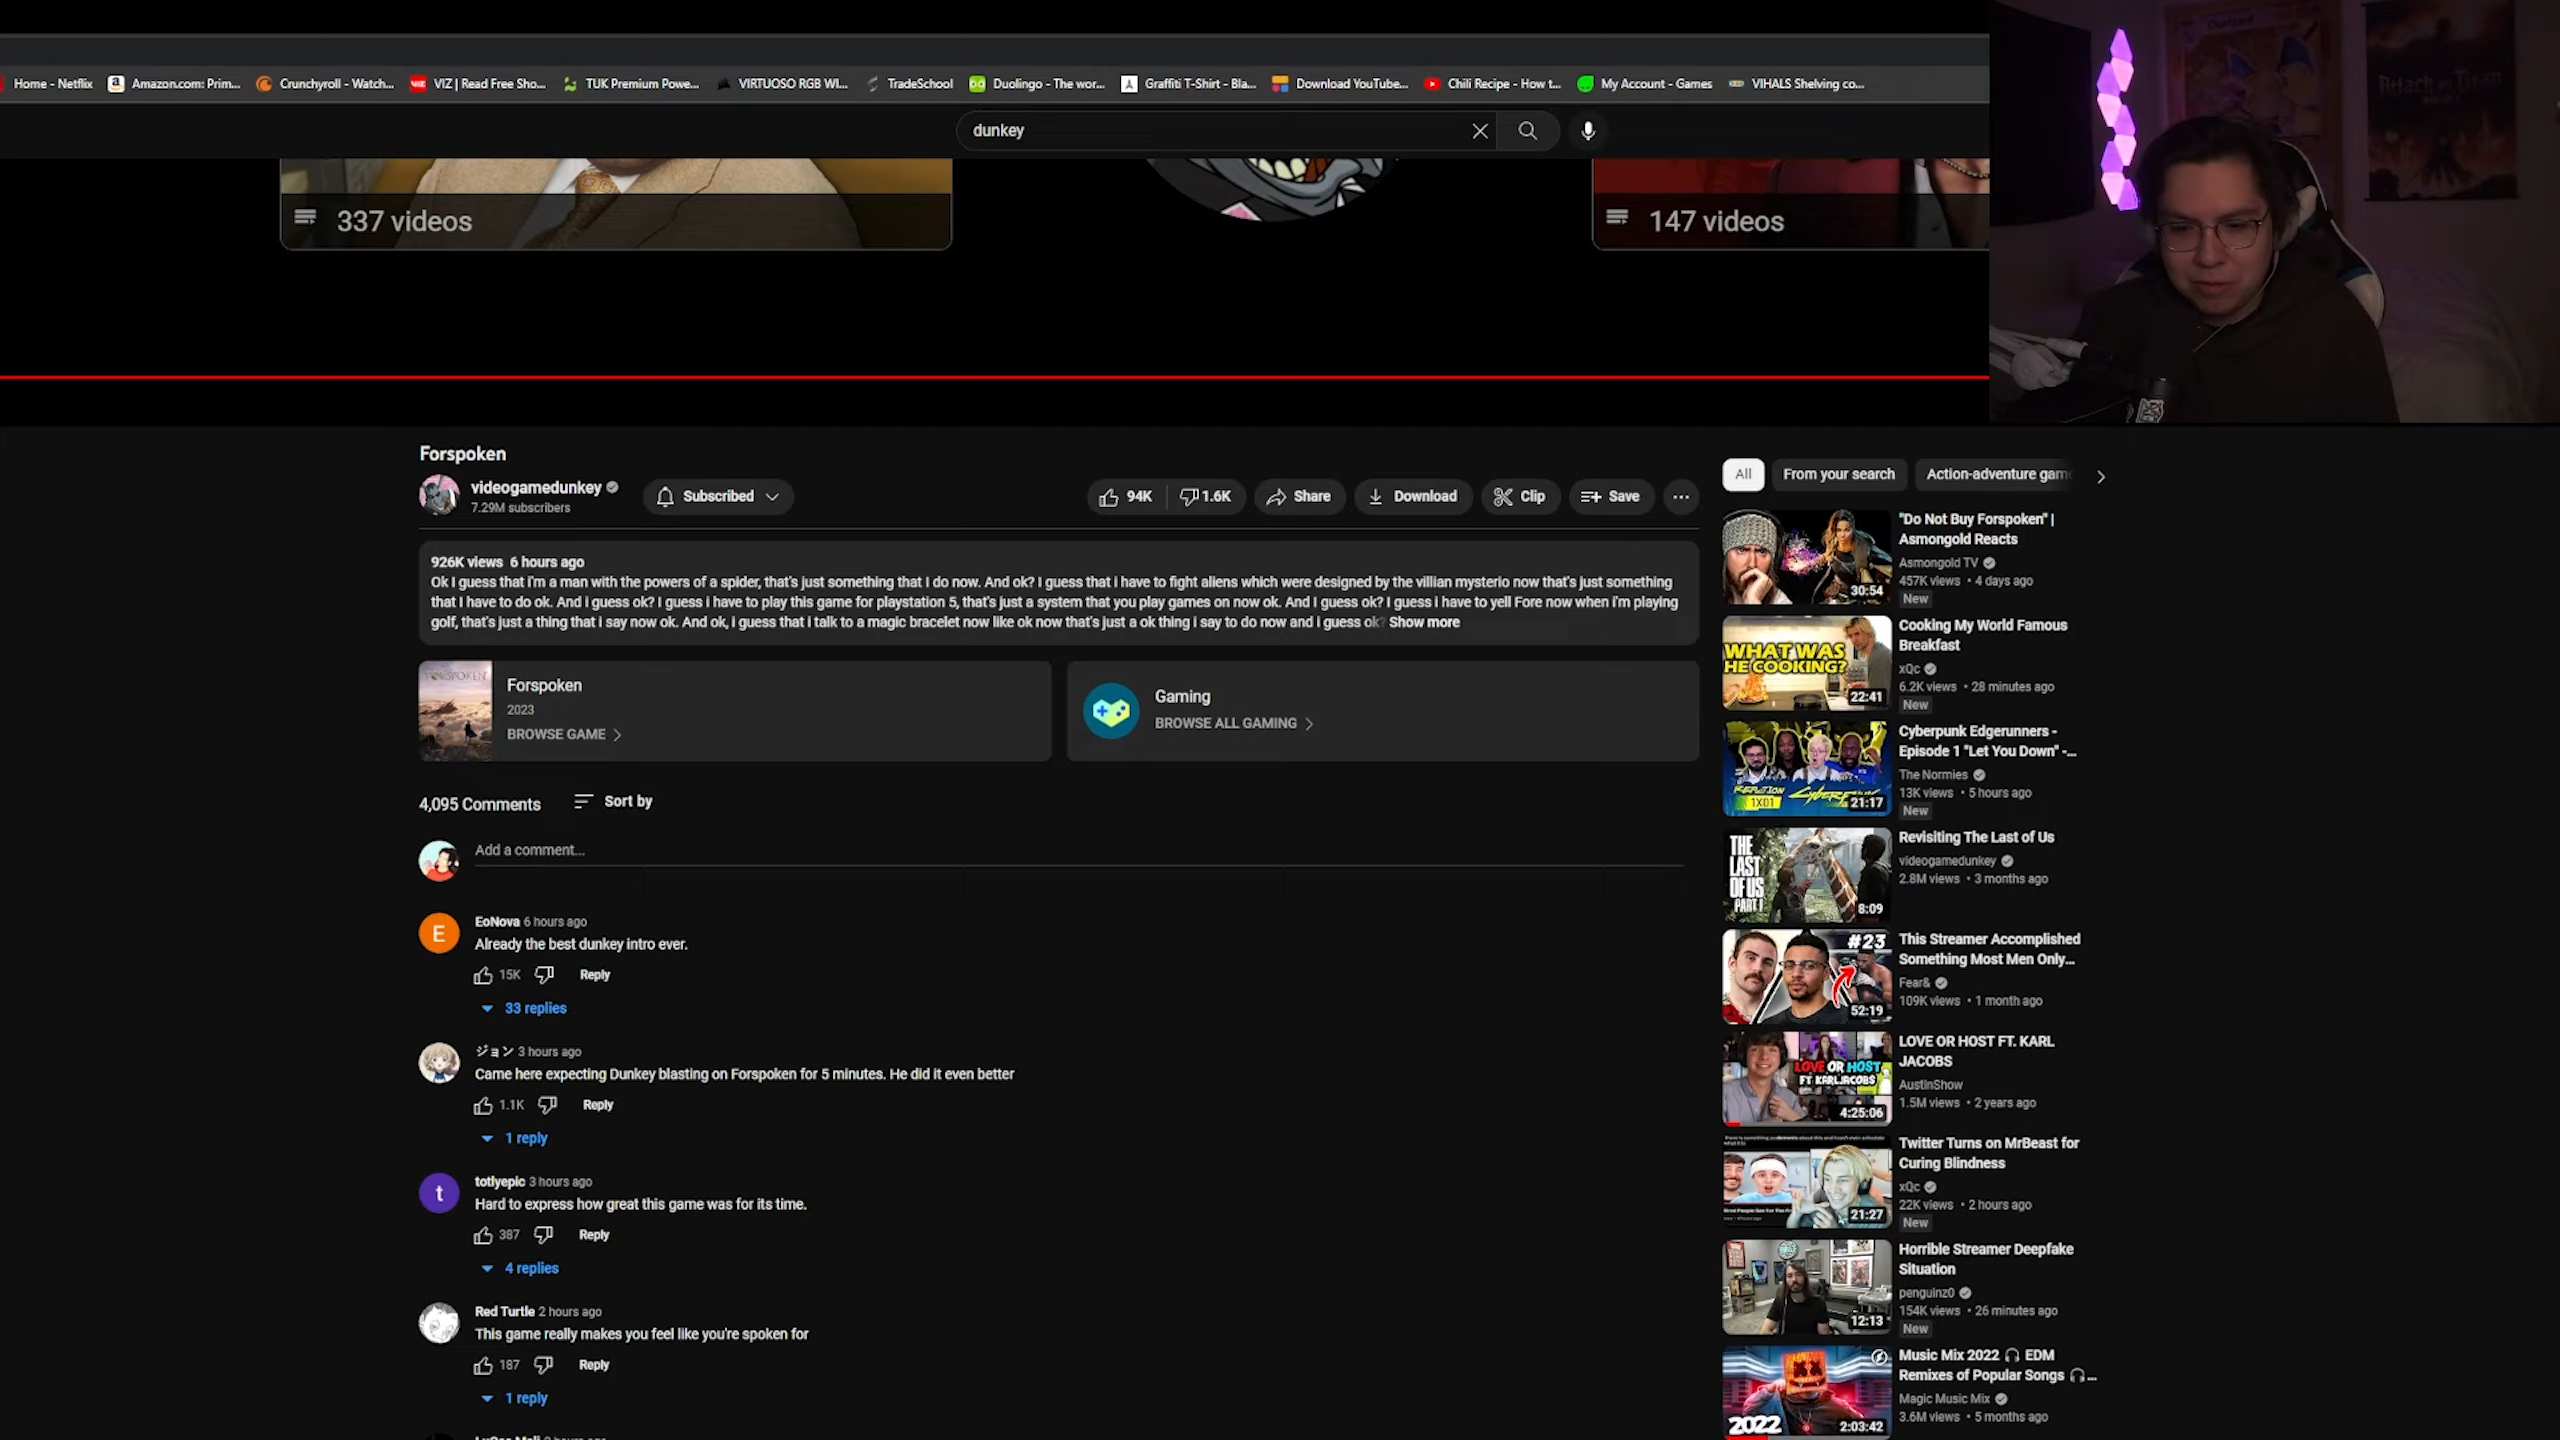 Home - Netflix
Amazon.com: Prim...
Crunchyroll - Watch...
VIZ | Read Free Sho...
TUK Premium Powe...
VIRTUOSO RGB WI...
TradeSchool
Duolingo - The wor...
Graffiti T-Shirt - Bla...
Download YouTube...
Chili Recipe - How t...
My Account - Games
VIHALS Shelving co...
dunkey
337 videos
147 videos
Attack on Titan
Forspoken
videogamedunkey
7.29M subscribers
Subscribed
94K
1.6K
Share
Download
Clip
Save
926K views 6 hours ago
Ok I guess that i'm a man with the powers of a spider, that's just something that I do now. And ok? I guess that i have to fight aliens which were designed by the villian mysterio now that's just something
that I have to do ok. And i guess ok? I guess i have to play this game for playstation 5, that's just a system that you play games on now ok. And I guess ok? I guess i have to yell Fore now when i'm playing
golf, that's just a thing that i say now ok. And ok, i guess that i talk to a magic bracelet now like ok now that's just a ok thing i say to do now and i guess ok? Show more
FORSPOKEN
Forspoken
2023
BROWSE GAME
Gaming
BROWSE ALL GAMING
4,095 Comments
Sort by
Add a comment...
E
EoNova 6 hours ago
Already the best dunkey intro ever.
15K
Reply
33 replies
ジョン 3 hours ago
Came here expecting Dunkey blasting on Forspoken for 5 minutes. He did it even better
1.1K
Reply
1 reply
t
totlyepic 3 hours ago
Hard to express how great this game was for its time.
387
Reply
4 replies
Red Turtle 2 hours ago
This game really makes you feel like you're spoken for
187
Reply
1 reply
All
From your search
Action-adventure gam
30:54
"Do Not Buy Forspoken" |
Asmongold Reacts
Asmongold TV
457K views • 4 days ago
New
WHAT WAS
HE COOKING?
22:41
Cooking My World Famous
Breakfast
xQc
6.2K views • 28 minutes ago
New
REACTION
1X01
21:17
Cyberpunk Edgerunners -
Episode 1 "Let You Down" -...
The Normies
13K views • 5 hours ago
New
THE
LAST
OF US
PART I
8:09
Revisiting The Last of Us
videogamedunkey
2.8M views • 3 months ago
#23
52:19
This Streamer Accomplished
Something Most Men Only...
Fear&
109K views • 1 month ago
LOVE OR HOST
FT. KARL JACOBS
4:25:06
LOVE OR HOST FT. KARL
JACOBS
AustinShow
1.5M views • 2 years ago
21:27
Twitter Turns on MrBeast for
Curing Blindness
xQc
22K views • 2 hours ago
New
12:13
Horrible Streamer Deepfake
Situation
penguinz0
154K views • 26 minutes ago
New
2022
2:03:42
Music Mix 2022 🎧 EDM
Remixes of Popular Songs 🎧...
Magic Music Mix
3.6M views • 5 months ago